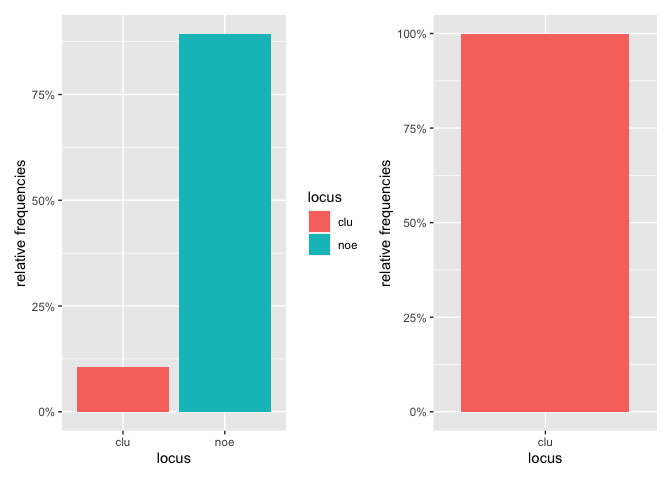 relative frequencies
75%
50%
25%
0%
clu
noe
locus
locus
clu
noe
relative frequencies
100%
75%
50%
25%
0%
clu
locus